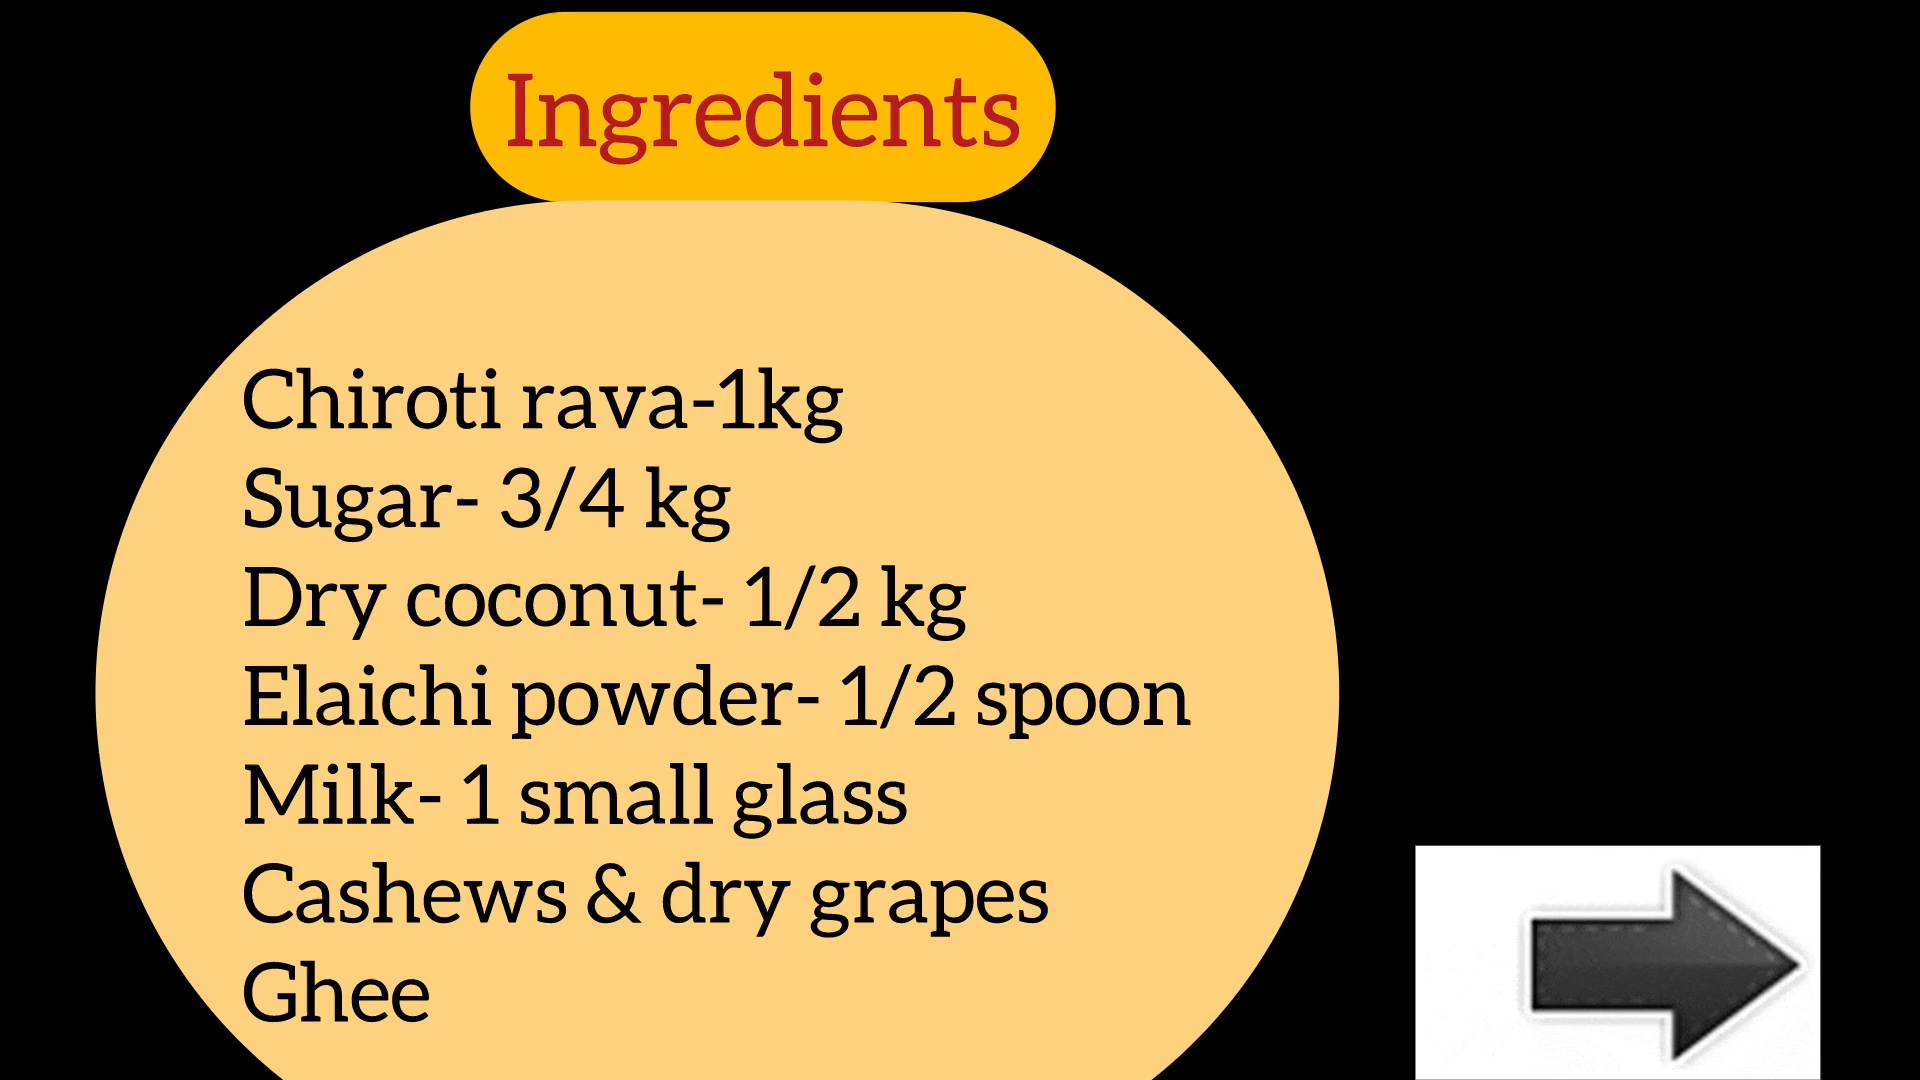 Ingredients
Chiroti rava-1kg
Sugar- 3/4 kg
Dry coconut- 1/2 kg
Elaichi powder- 1/2 spoon
Milk- 1 small glass
Cashews & dry grapes
Ghee